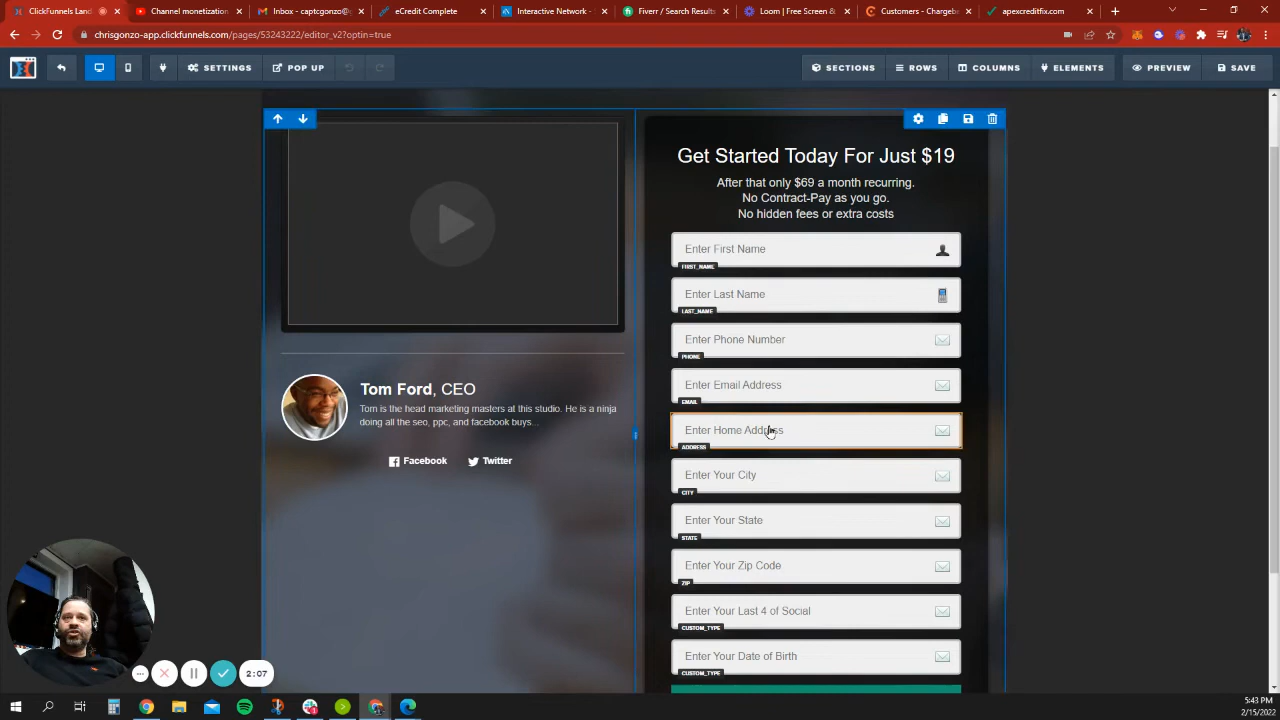 ClickFunnels Land
Channel monetization
Inbox - captcgonzo@g
eCredit Complete
Interactive Network -
Fiverr / Search Results
Loom | Free Screen &
Customers - Chargeb
apexcreditfix.com
chrisgonzo-app.clickfunnels.com/pages/53243222/editor_v2?optin=true
SETTINGS
POP UP
SECTIONS
ROWS
COLUMNS
ELEMENTS
PREVIEW
SAVE
Get Started Today For Just $19
After that only $69 a month recurring.
No Contract-Pay as you go.
No hidden fees or extra costs
Enter First Name
FIRST_NAME
Enter Last Name
LAST_NAME
Enter Phone Number
PHONE
Enter Email Address
EMAIL
Enter Home Address
ADDRESS
Enter Your City
CITY
Enter Your State
STATE
Enter Your Zip Code
ZIP
Enter Your Last 4 of Social
CUSTOM_TYPE
Enter Your Date of Birth
CUSTOM_TYPE
Tom Ford, CEO
Tom is the head marketing masters at this studio. He is a ninja
doing all the seo, ppc, and facebook buys...
Facebook
Twitter
2:07
5:43 PM
2/15/2022